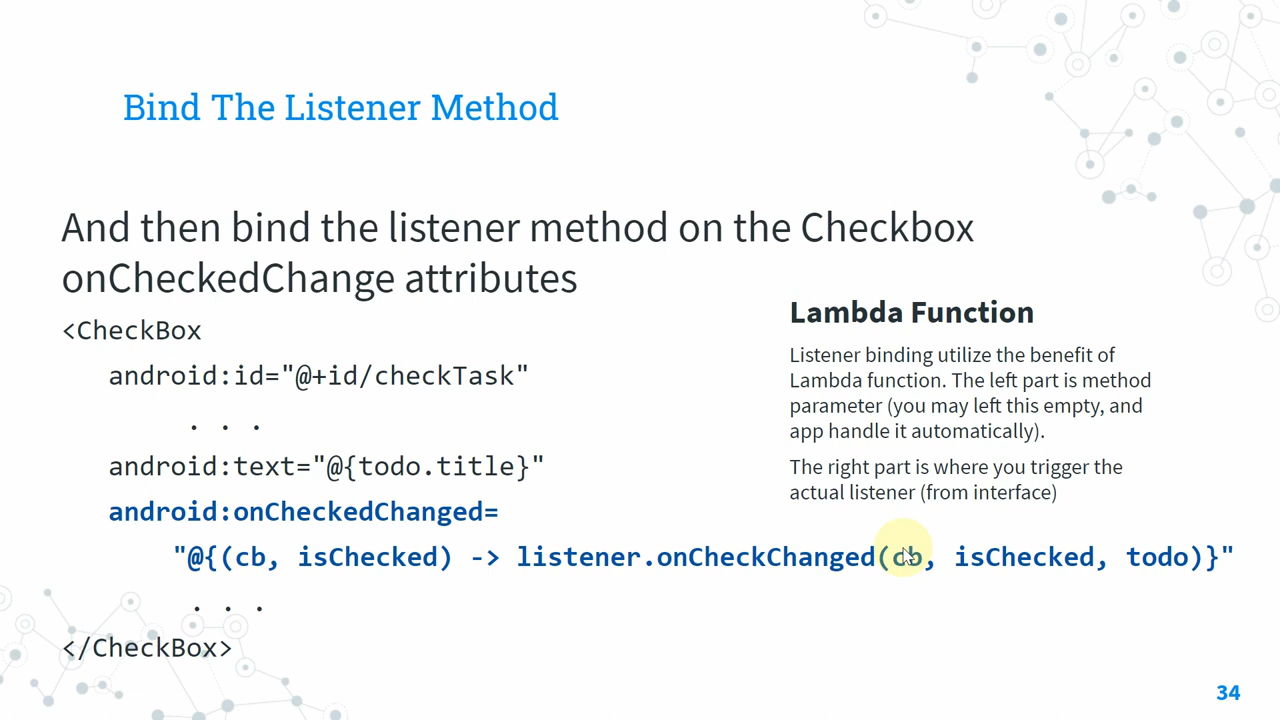 Bind The Listener Method
And then bind the listener method on the Checkbox
onCheckedChange attributes
<CheckBox
android:id="@+id/checkTask"
. . .
android:text="@{todo.title}"
android:onCheckedChanged=
"@{(cb, isChecked) -> listener.onCheckChanged(cb, isChecked, todo)}"
. . .
</CheckBox>
Lambda Function
Listener binding utilize the benefit of
Lambda function. The left part is method
parameter (you may left this empty, and
app handle it automatically).
The right part is where you trigger the
actual listener (from interface)
34